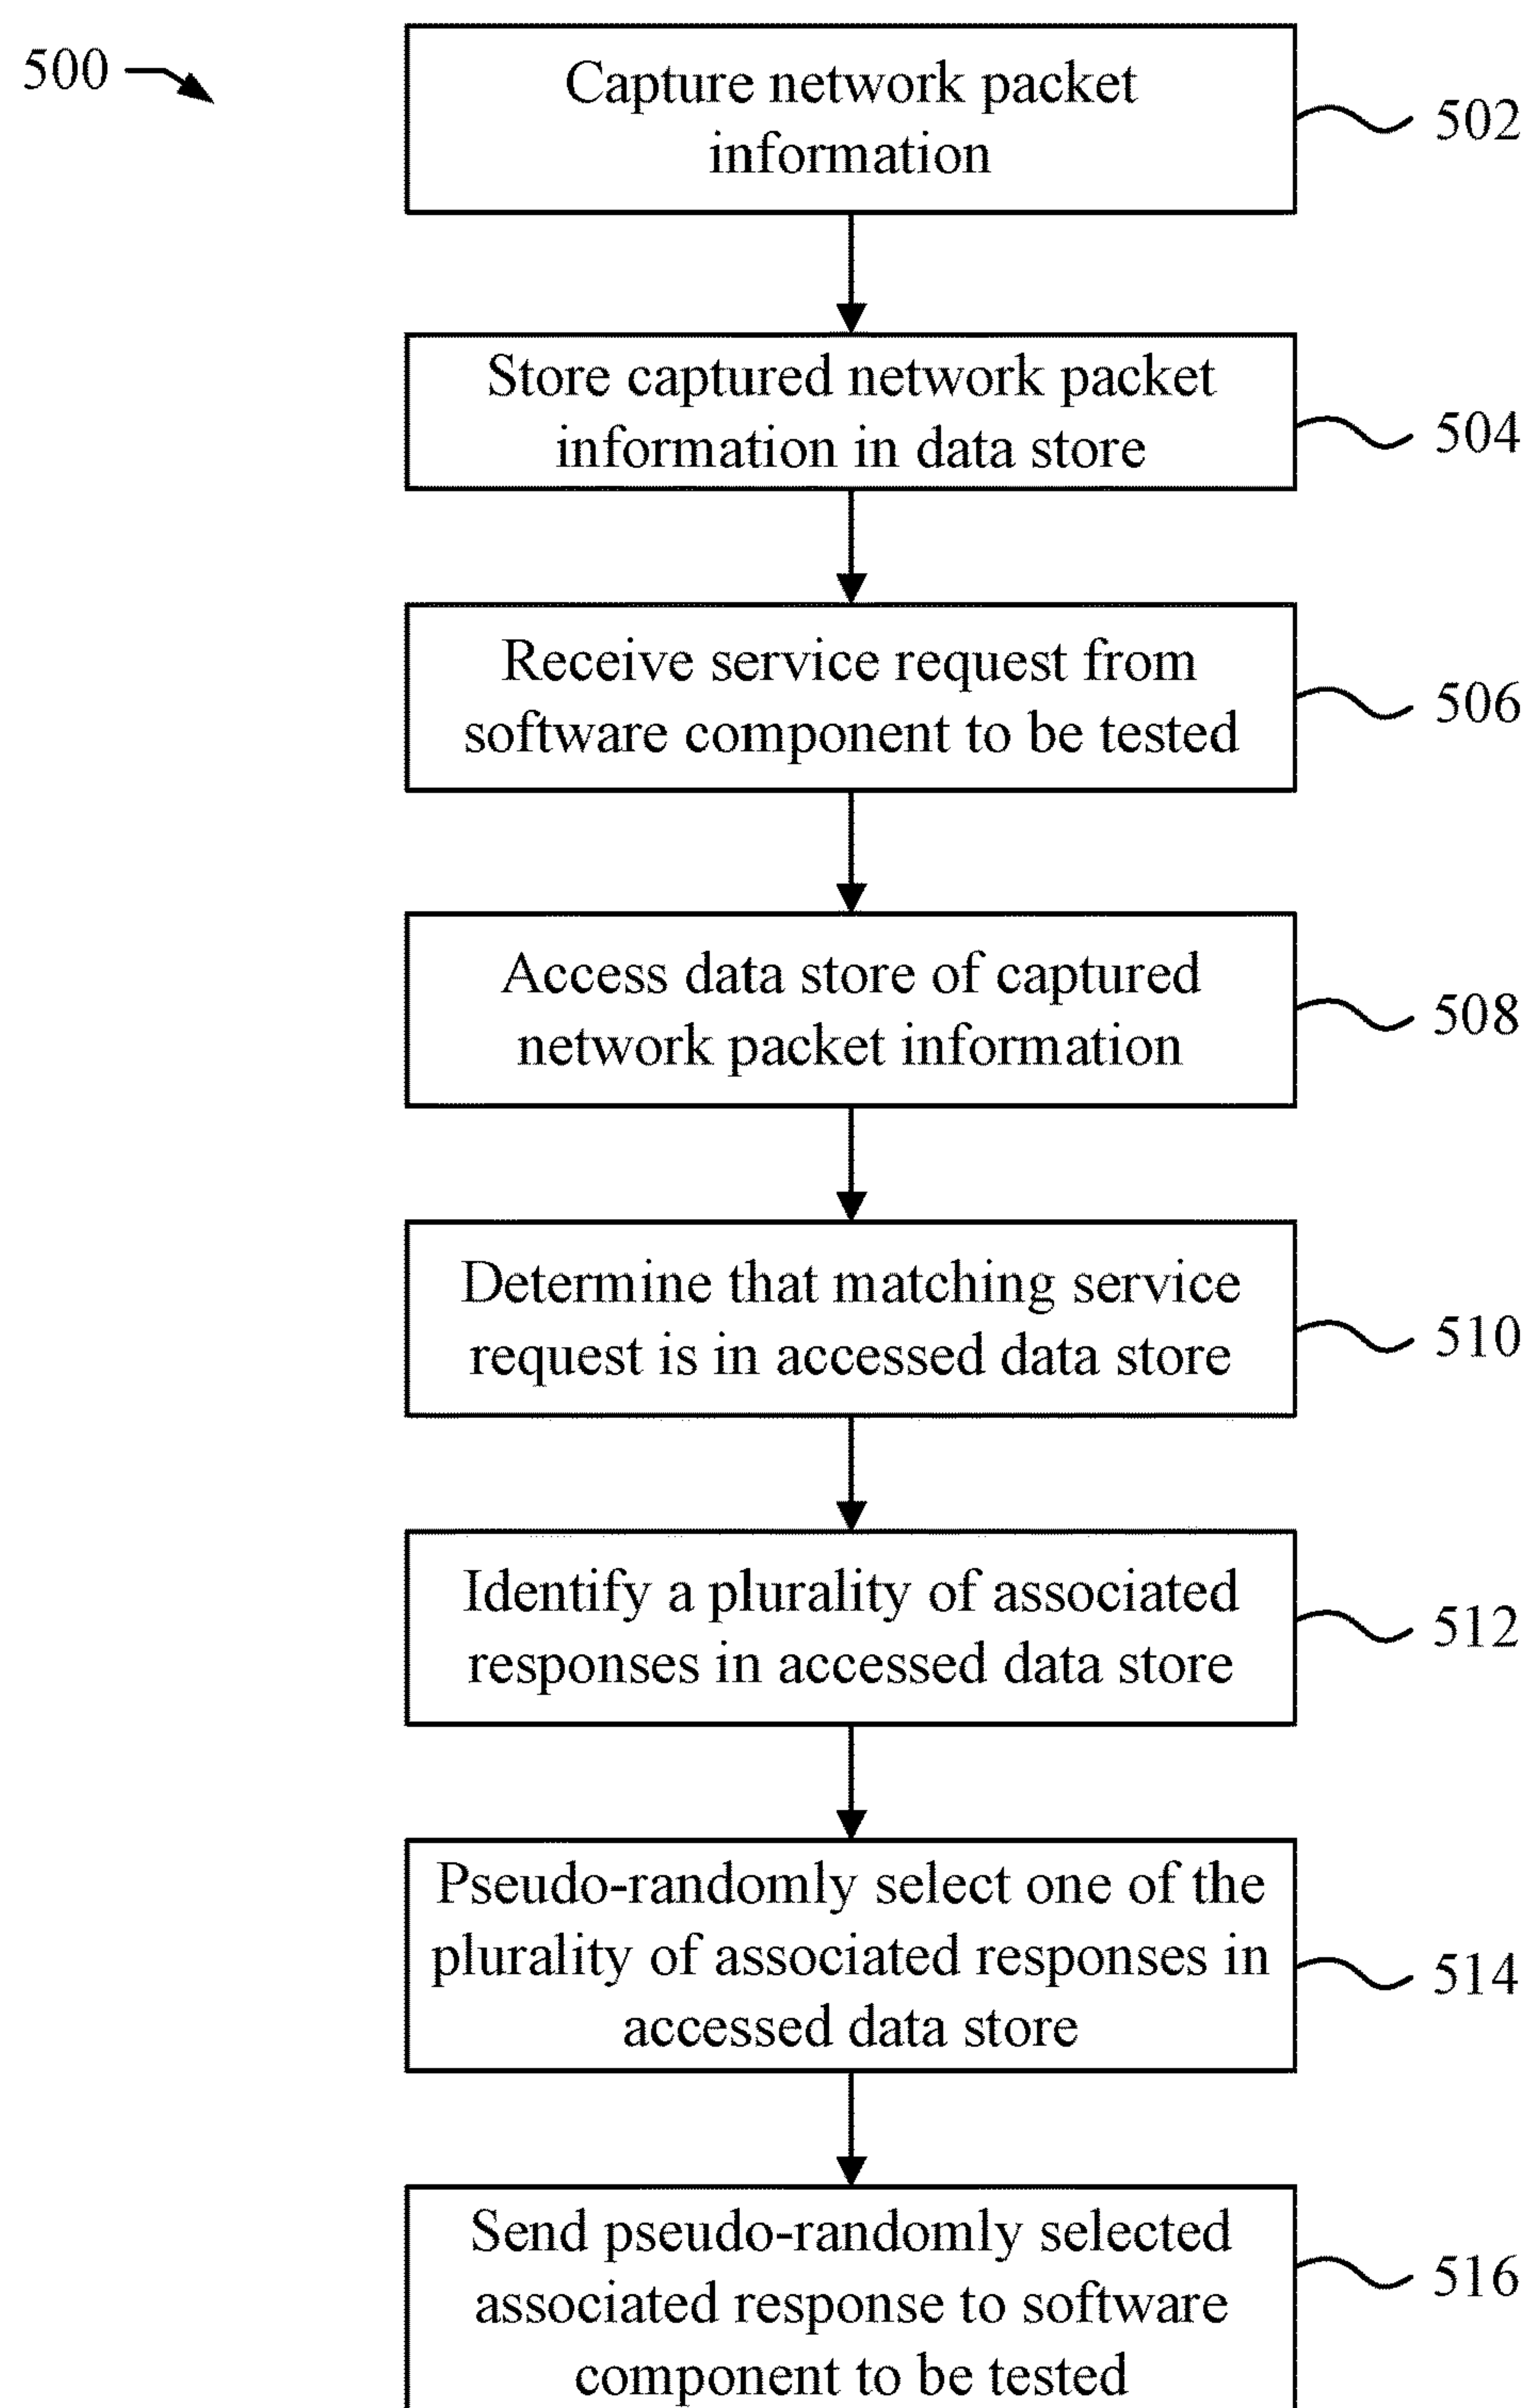 500
Capture network packet
information
502
Store captured network packet
information in data store
504
Receive service request from
software component to be tested
506
Access data store of captured
network packet information
508
Determine that matching service
request is in accessed data store
510
Identify a plurality of associated
responses in accessed data store
512
Pseudo-randomly select one of the
plurality of associated responses in
accessed data store
514
Send pseudo-randomly selected
associated response to software
component to be tested
516